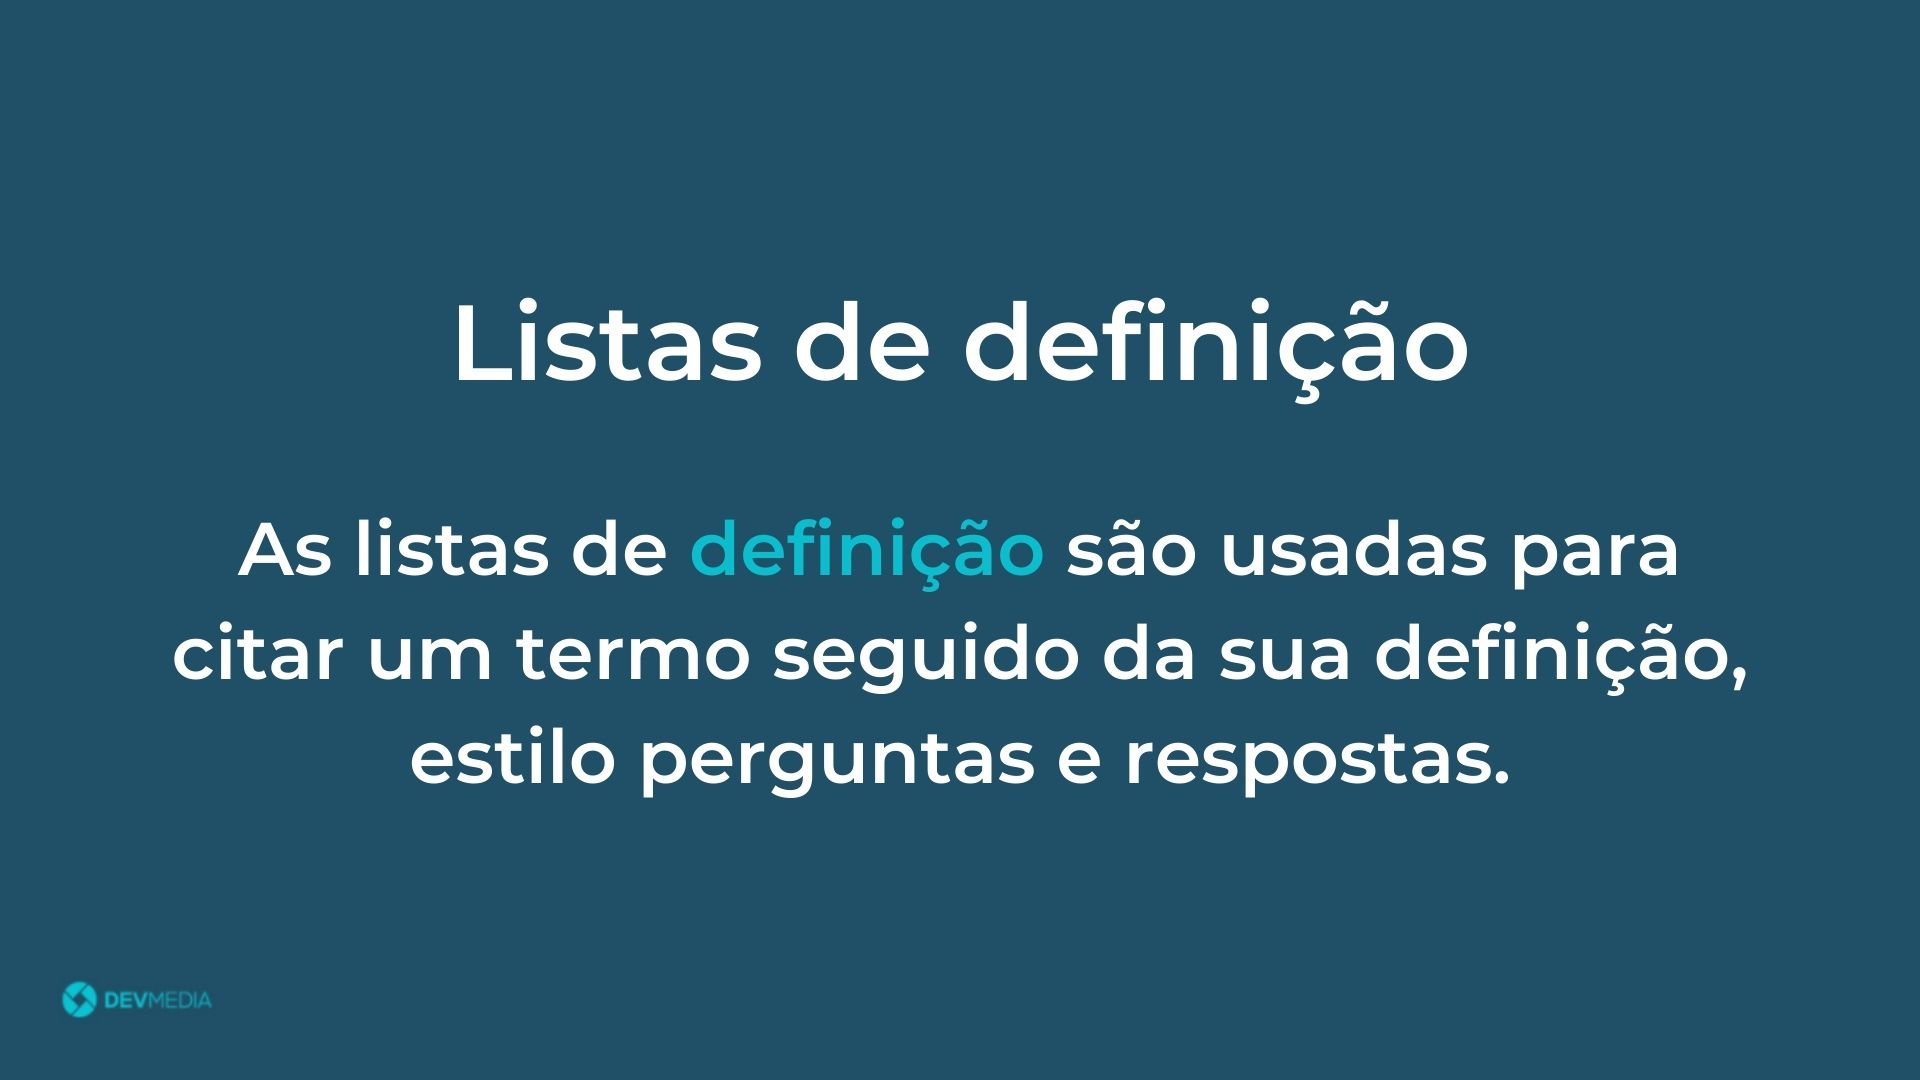 Listas de definição
As listas de definição são usadas para
citar um termo seguido da sua definição,
estilo perguntas e respostas.
DEVMEDIA